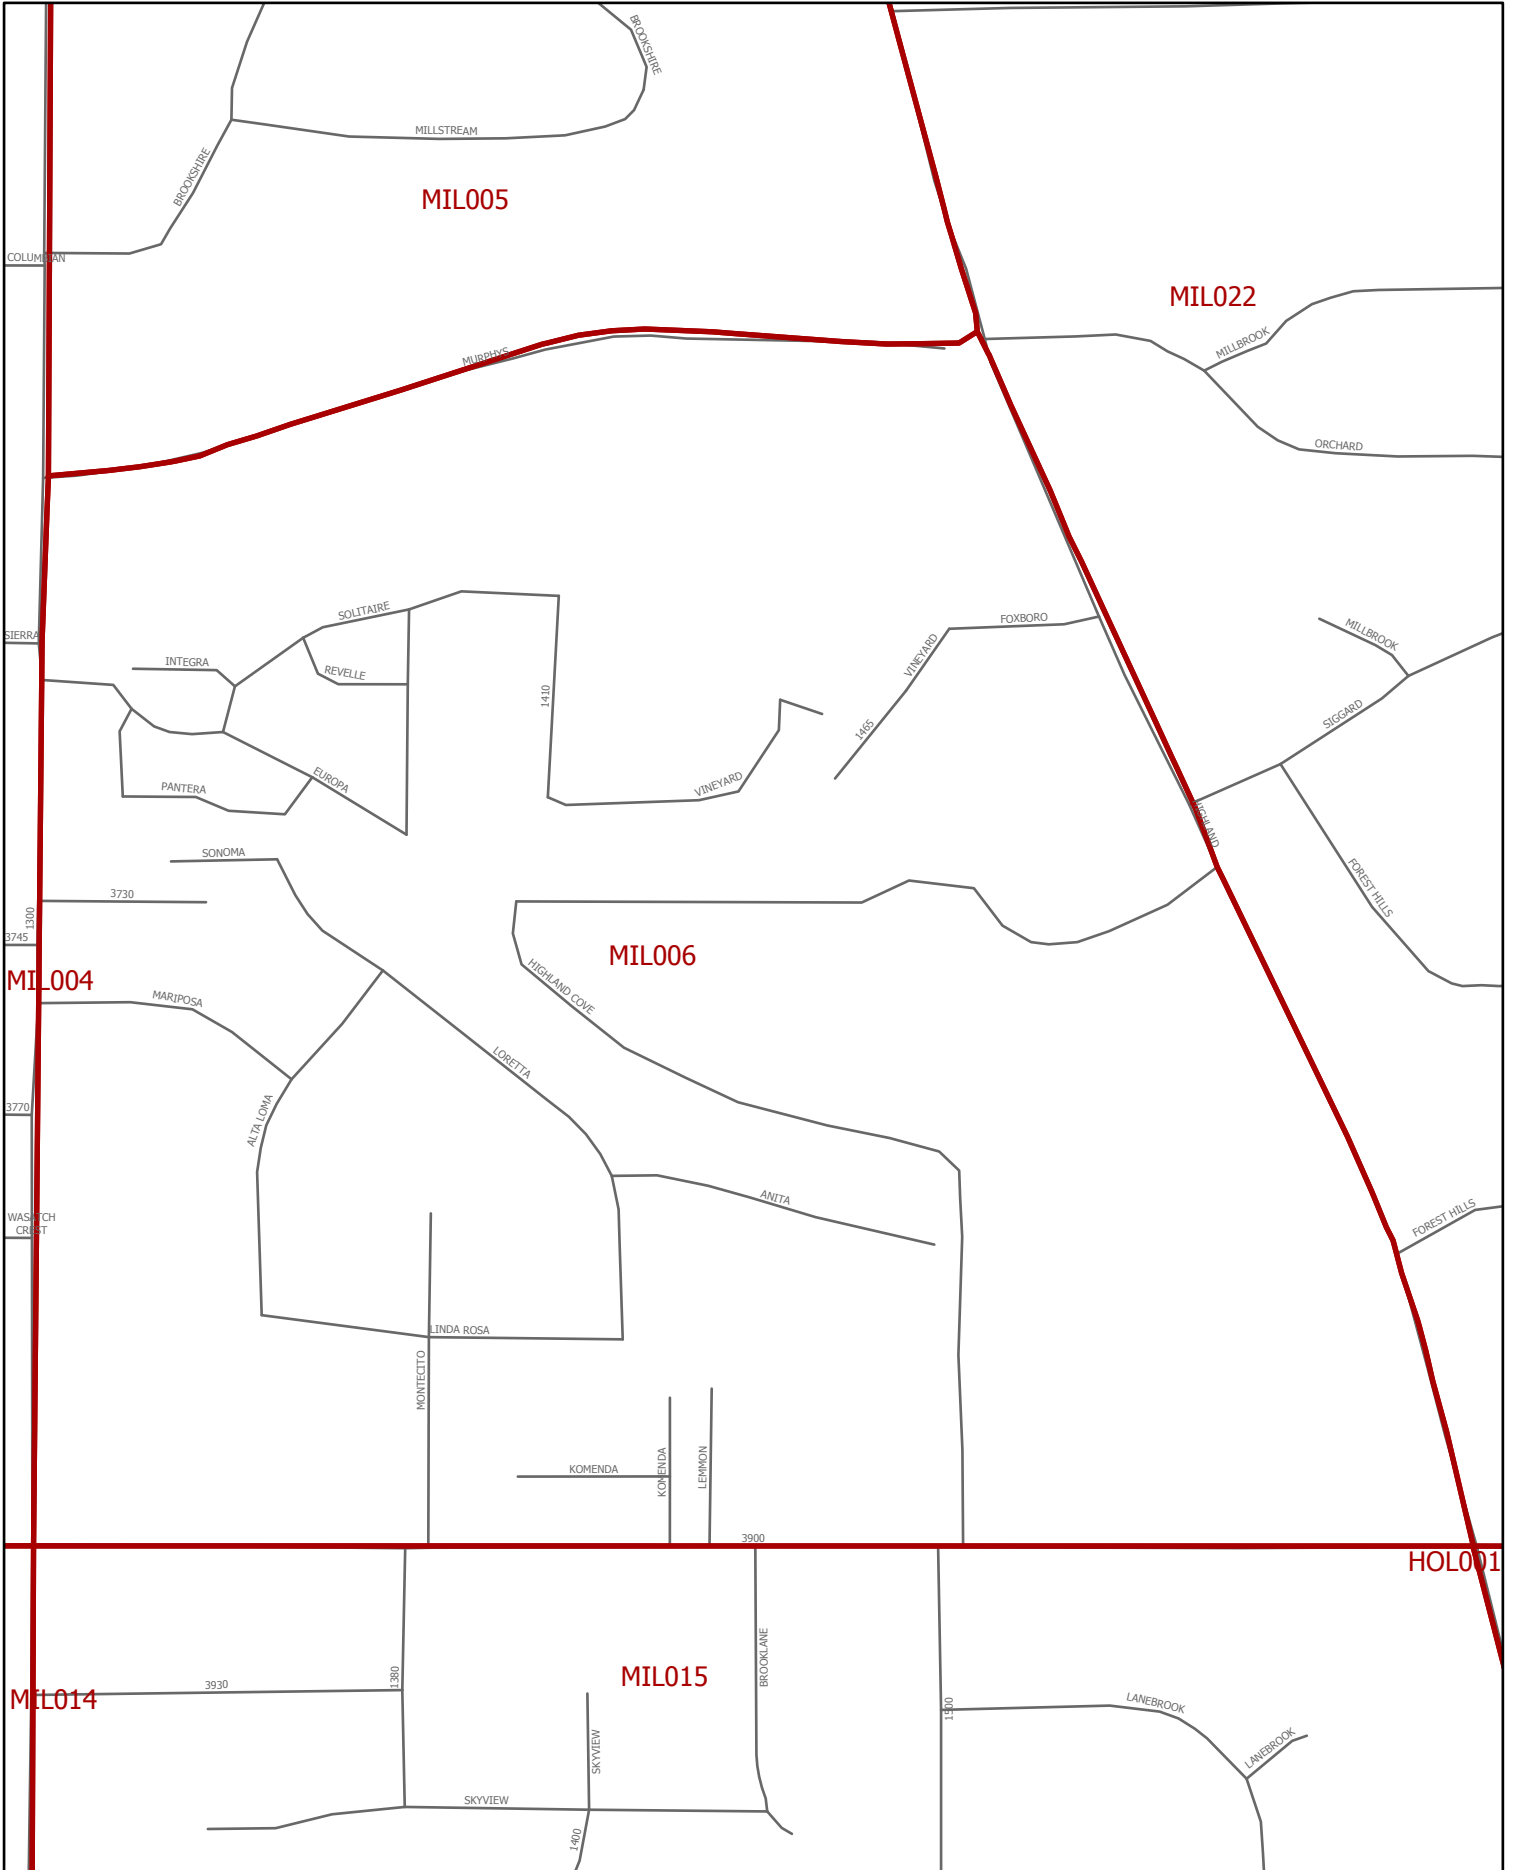 BROOKSHIRE
MILLSTREAM
BROOKSHIRE
MIL005
COLUMBIAN
MIL022
MILLBROOK
MURPHYS
ORCHARD
SOLITAIRE
FOXBORO
MILLBROOK
SIERRA
INTEGRA
REVELLE
VINEYARD
1410
SIGGARD
1465
EUROPA
VINEYARD
PANTERA
HIGHLAND
SONOMA
FOREST HILLS
3730
1300
3745
MIL006
MIL004
HIGHLAND COVE
MARIPOSA
LORETTA
3770
ALTA LOMA
ANITA
WASATCH
CREST
FOREST HILLS
LINDA ROSA
MONTECITO
KOMENDA
KOMENDA
LEMMON
3900
HOL001
BROOKLANE
MIL015
3930
1380
MIL014
LANEBROOK
1500
SKYVIEW
LANEBROOK
SKYVIEW
1400